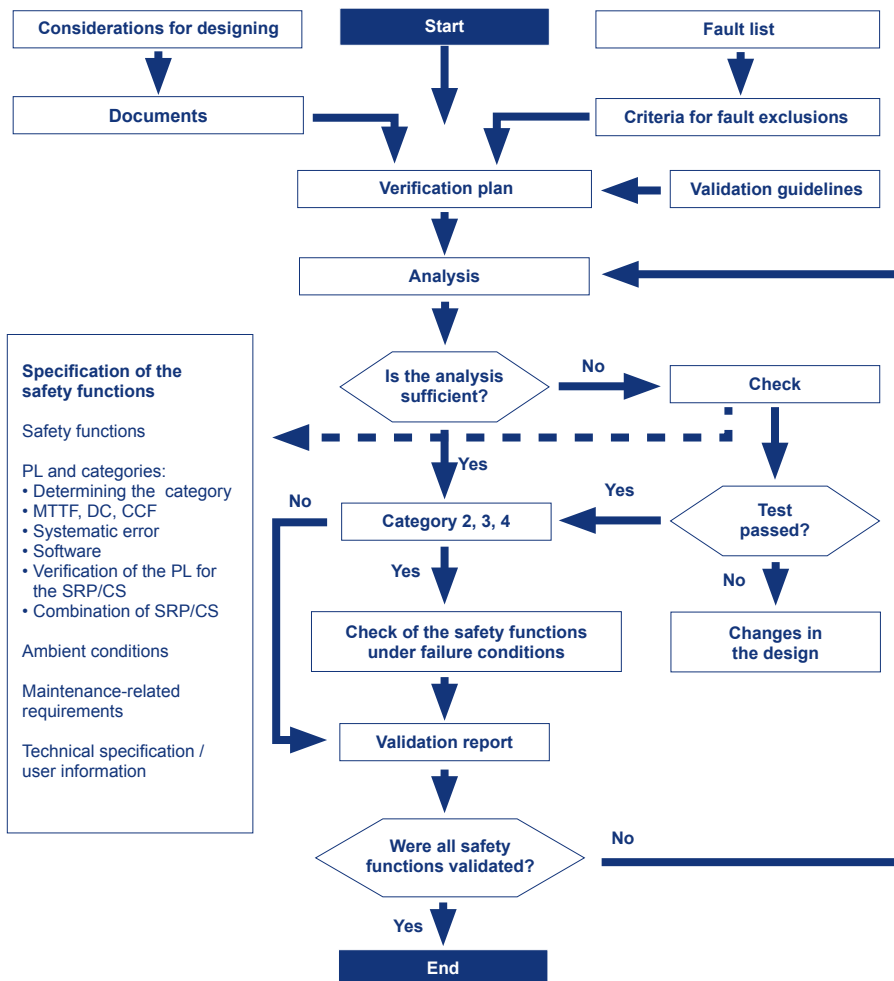 Considerations for designing
Start
Fault list
Documents
Criteria for fault exclusions
Verification plan
Validation guidelines
Analysis
Specification of the
safety functions
Safety functions
PL and categories:
• Determining the category
• MTTF, DC, CCF
• Systematic error
• Software
• Verification of the PL for
the SRP/CS
• Combination of SRP/CS
Ambient conditions
Maintenance-related
requirements
Technical specification /
user information
Is the analysis
sufficient?
No
Check
Yes
No
Category 2, 3, 4
Yes
Test
passed?
Yes
No
Check of the safety functions
under failure conditions
Changes in
the design
Validation report
Were all safety
functions validated?
No
Yes
End